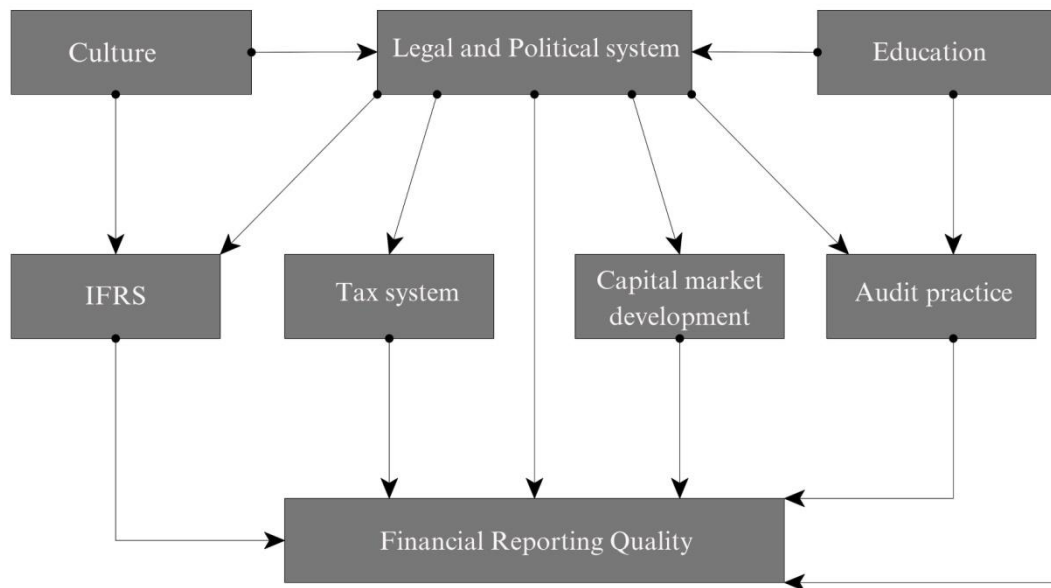 Culture
Legal and Political system
Education
IFRS
Tax system
Capital market
development
Audit practice
Financial Reporting Quality